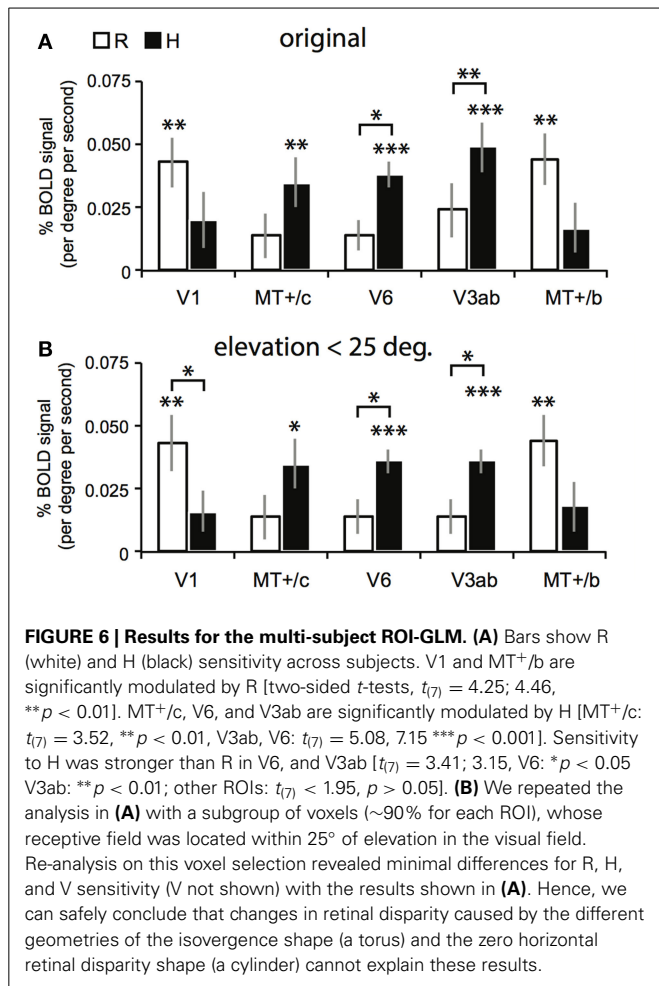 A R H original
% BOLD signal
(per degree per second)
0.075
0.050
0.025
0
** ** * *** ** *** **
V1 MT+/c V6 V3ab MT+/b
B elevation < 25 deg.
% BOLD signal
(per degree per second)
0.075
0.050
0.025
0
* ** * * *** * *** **
V1 MT+/c V6 V3ab MT+/b
FIGURE 6 | Results for the multi-subject ROI-GLM. (A) Bars show R
(white) and H (black) sensitivity across subjects. V1 and MT+/b are
significantly modulated by R [two-sided t-tests, t(7) = 4.25; 4.46,
**p < 0.01]. MT+/c, V6, and V3ab are significantly modulated by H [MT+/c:
t(7) = 3.52, **p < 0.01, V3ab, V6: t(7) = 5.08, 7.15 ***p < 0.001]. Sensitivity
to H was stronger than R in V6, and V3ab [t(7) = 3.41; 3.15, V6: *p < 0.05
V3ab: **p < 0.01; other ROIs: t(7) < 1.95, p > 0.05]. (B) We repeated the
analysis in (A) with a subgroup of voxels (~90% for each ROI), whose
receptive field was located within 25° of elevation in the visual field.
Re-analysis on this voxel selection revealed minimal differences for R, H,
and V sensitivity (V not shown) with the results shown in (A). Hence, we
can safely conclude that changes in retinal disparity caused by the different
geometries of the isovergence shape (a torus) and the zero horizontal
retinal disparity shape (a cylinder) cannot explain these results.